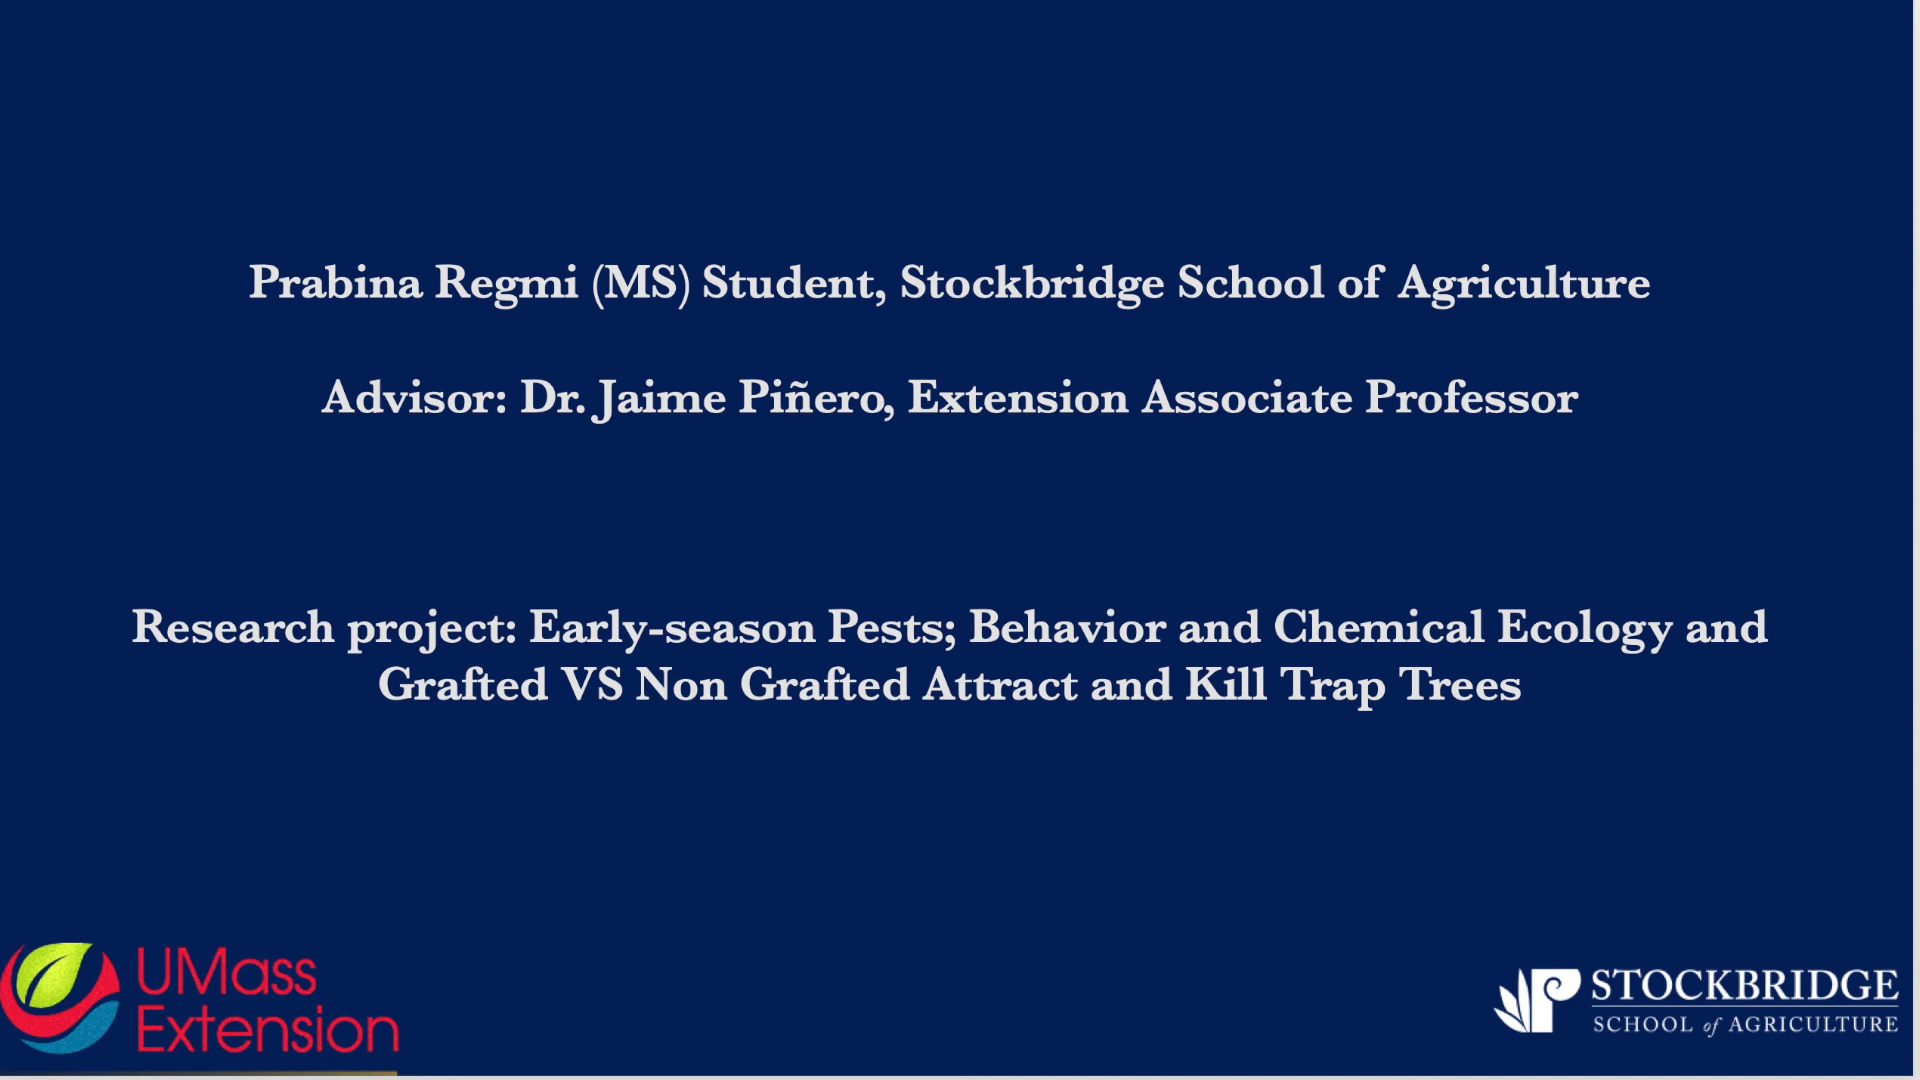 Prabina Regmi (MS) Student, Stockbridge School of Agriculture
Advisor: Dr. Jaime Piñero, Extension Associate Professor
Research project: Early-season Pests; Behavior and Chemical Ecology and
Grafted VS Non Grafted Attract and Kill Trap Trees
UMass
Extension
STOCKBRIDGE
SCHOOL of AGRICULTURE